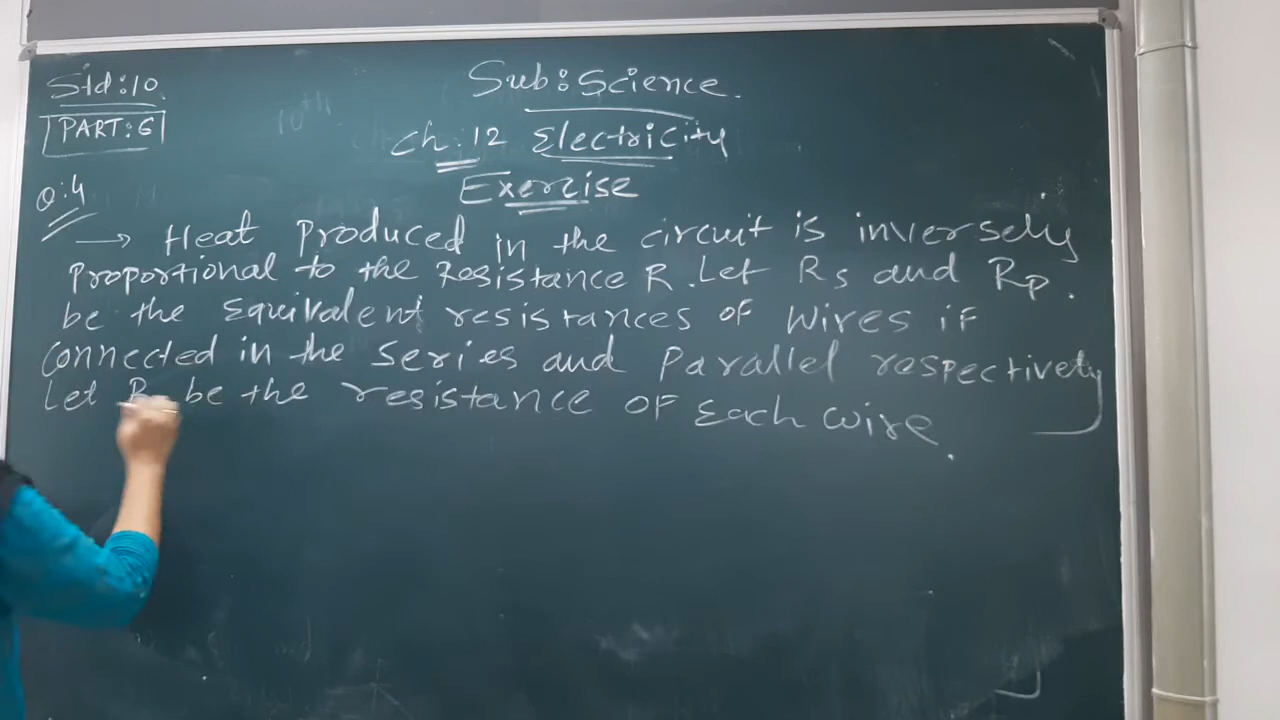 Std:10.
PART:6
Sub:Science.
10th
Ch.12 Electricity
Exercise
Q:4
→ Heat Produced in the circuit is inversely
Proportional to the Resistance R. Let Rs and Rp.
be the Equivalent resistances OF Wires if
Connected in the series and Parallel respectively
Let R be the resistance OF Each wire.